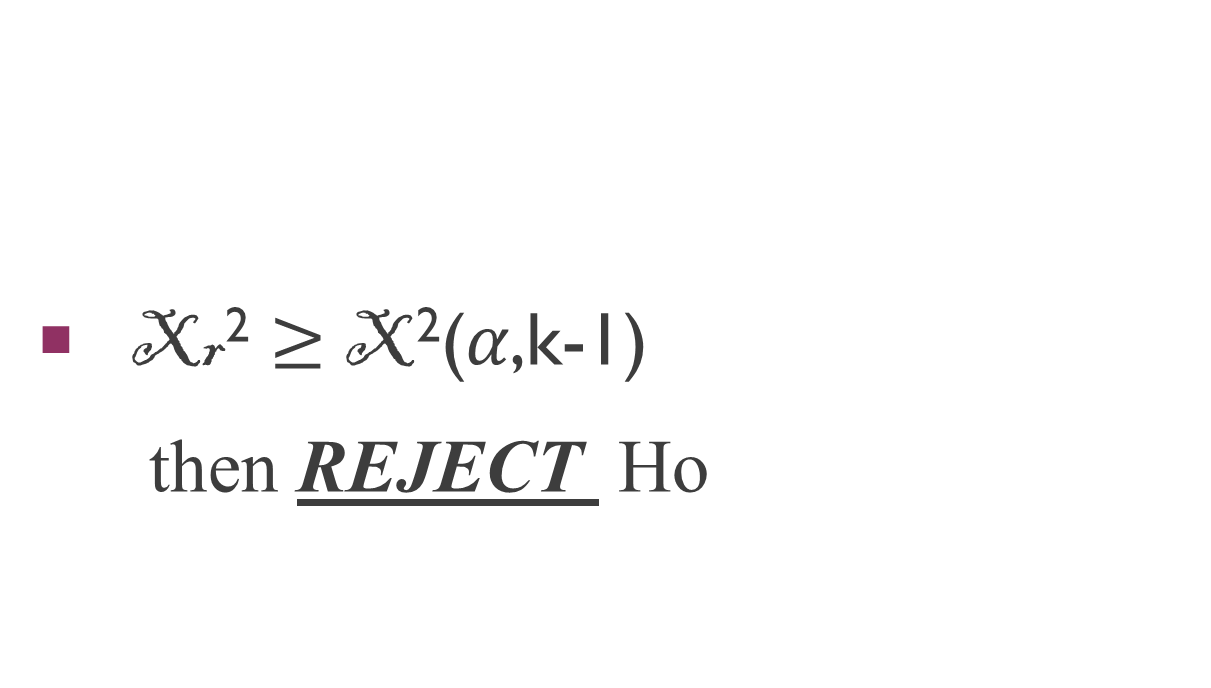 𝒳r² ≥ 𝒳²(α,k-1)
then REJECT Ho